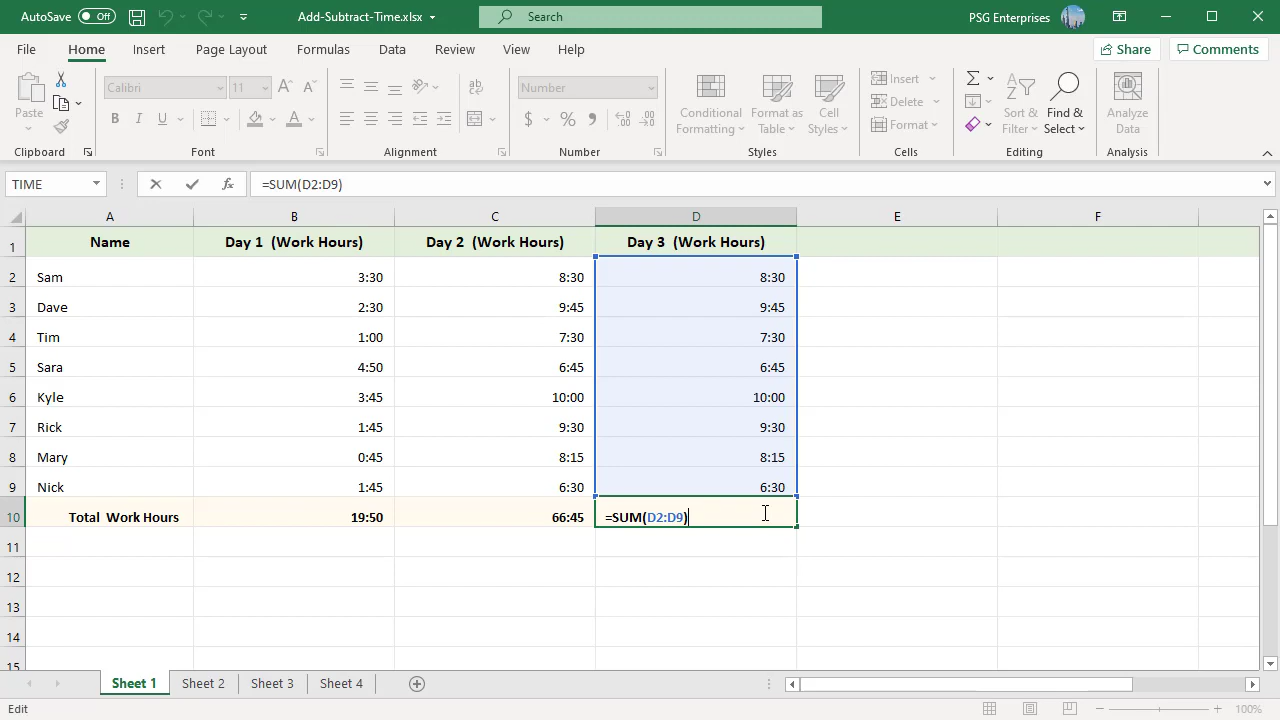 AutoSave Off Add-Subtract-Time.xlsx Search PSG Enterprises
File Home Insert Page Layout Formulas Data Review View Help Share Comments
Paste Calibri 11 A A ab Number Conditional Formatting Format as Table Cell Styles Insert Delete Format Σ Sort & Filter Find & Select Analyze Data
B I U A $ % , .00 .00
Clipboard Font Alignment Number Styles Cells Editing Analysis
TIME fx =SUM(D2:D9)
A B C D E F
1 Name Day 1 (Work Hours) Day 2 (Work Hours) Day 3 (Work Hours)
2 Sam 3:30 8:30 8:30
3 Dave 2:30 9:45 9:45
4 Tim 1:00 7:30 7:30
5 Sara 4:50 6:45 6:45
6 Kyle 3:45 10:00 10:00
7 Rick 1:45 9:30 9:30
8 Mary 0:45 8:15 8:15
9 Nick 1:45 6:30 6:30
10 Total Work Hours 19:50 66:45 =SUM(D2:D9)
11
12
13
14
15
Sheet 1 Sheet 2 Sheet 3 Sheet 4
Edit 100%